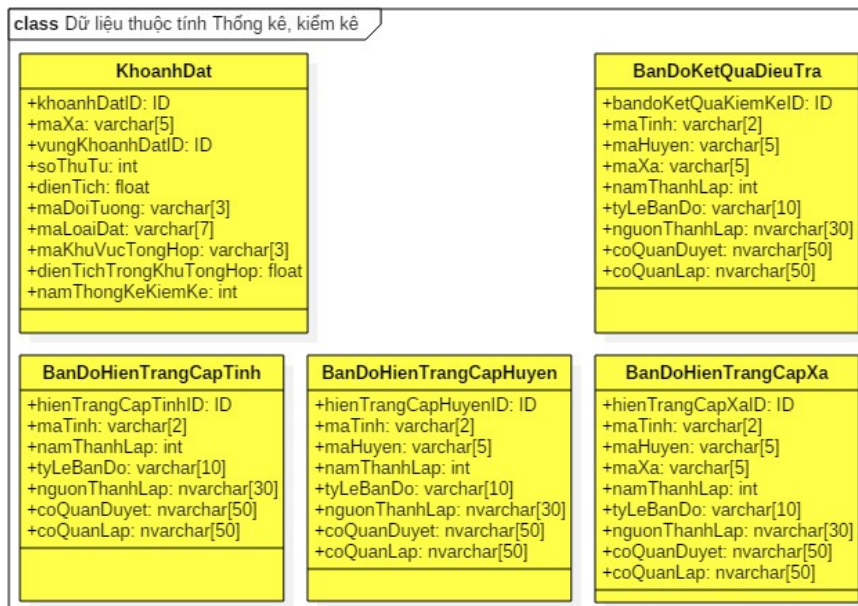 class Dữ liệu thuộc tính Thống kê, kiểm kê
KhoanhDat
+khoanhDatID: ID
+maXa: varchar[5]
+vungKhoanhDatID: ID
+soThuTu: int
+dienTich: float
+maDoiTuong: varchar[3]
+maLoaiDat: varchar[7]
+maKhuVucTongHop: varchar[3]
+dienTichTrongKhuTongHop: float
+namThongKeKiemKe: int
BanDoKetQuaDieuTra
+bandoKetQuaKiemKeID: ID
+maTinh: varchar[2]
+maHuyen: varchar[5]
+maXa: varchar[5]
+namThanhLap: int
+tyLeBanDo: varchar[10]
+nguonThanhLap: nvarchar[30]
+coQuanDuyet: nvarchar[50]
+coQuanLap: nvarchar[50]
BanDoHienTrangCapTinh
+hienTrangCapTinhID: ID
+maTinh: varchar[2]
+namThanhLap: int
+tyLeBanDo: varchar[10]
+nguonThanhLap: nvarchar[30]
+coQuanDuyet: nvarchar[50]
+coQuanLap: nvarchar[50]
BanDoHienTrangCapHuyen
+hienTrangCapHuyenID: ID
+maTinh: varchar[2]
+maHuyen: varchar[5]
+namThanhLap: int
+tyLeBanDo: varchar[10]
+nguonThanhLap: nvarchar[30]
+coQuanDuyet: nvarchar[50]
+coQuanLap: nvarchar[50]
BanDoHienTrangCapXa
+hienTrangCapXaID: ID
+maTinh: varchar[2]
+maHuyen: varchar[5]
+maXa: varchar[5]
+namThanhLap: int
+tyLeBanDo: varchar[10]
+nguonThanhLap: nvarchar[30]
+coQuanDuyet: nvarchar[50]
+coQuanLap: nvarchar[50]